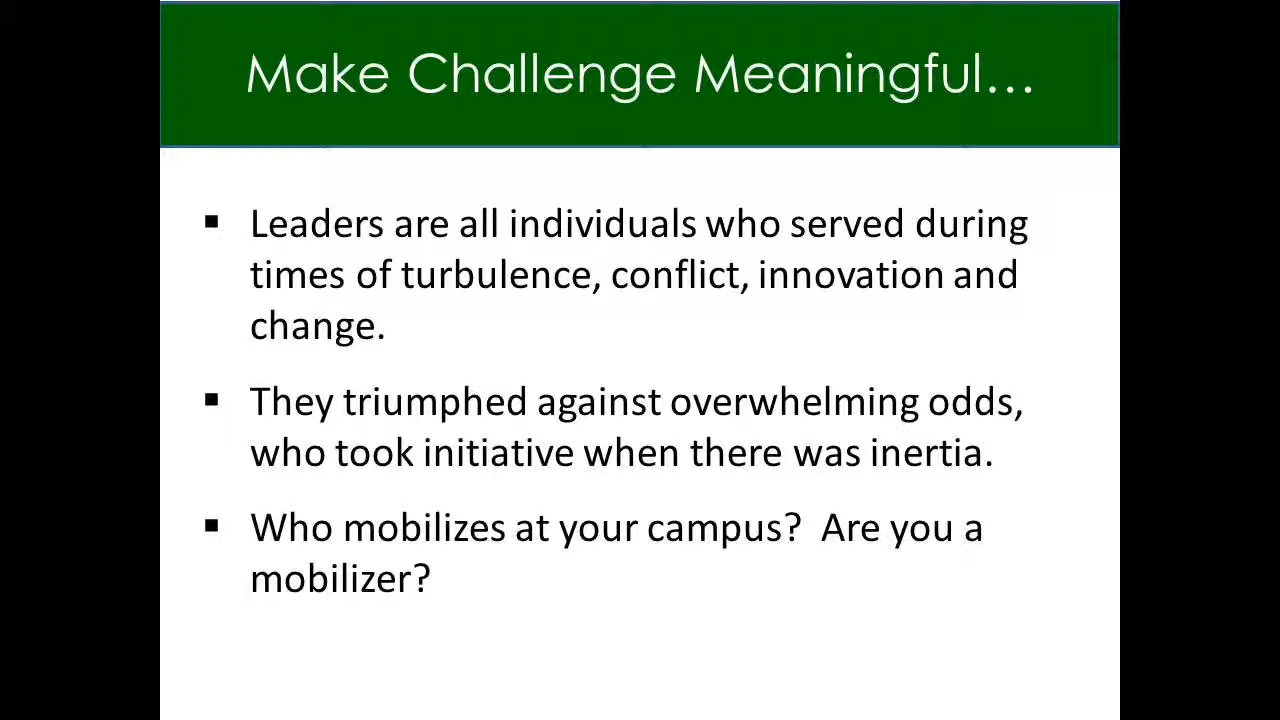 Make Challenge Meaningful…
▪ Leaders are all individuals who served during
times of turbulence, conflict, innovation and
change.
▪ They triumphed against overwhelming odds,
who took initiative when there was inertia.
▪ Who mobilizes at your campus?  Are you a
mobilizer?